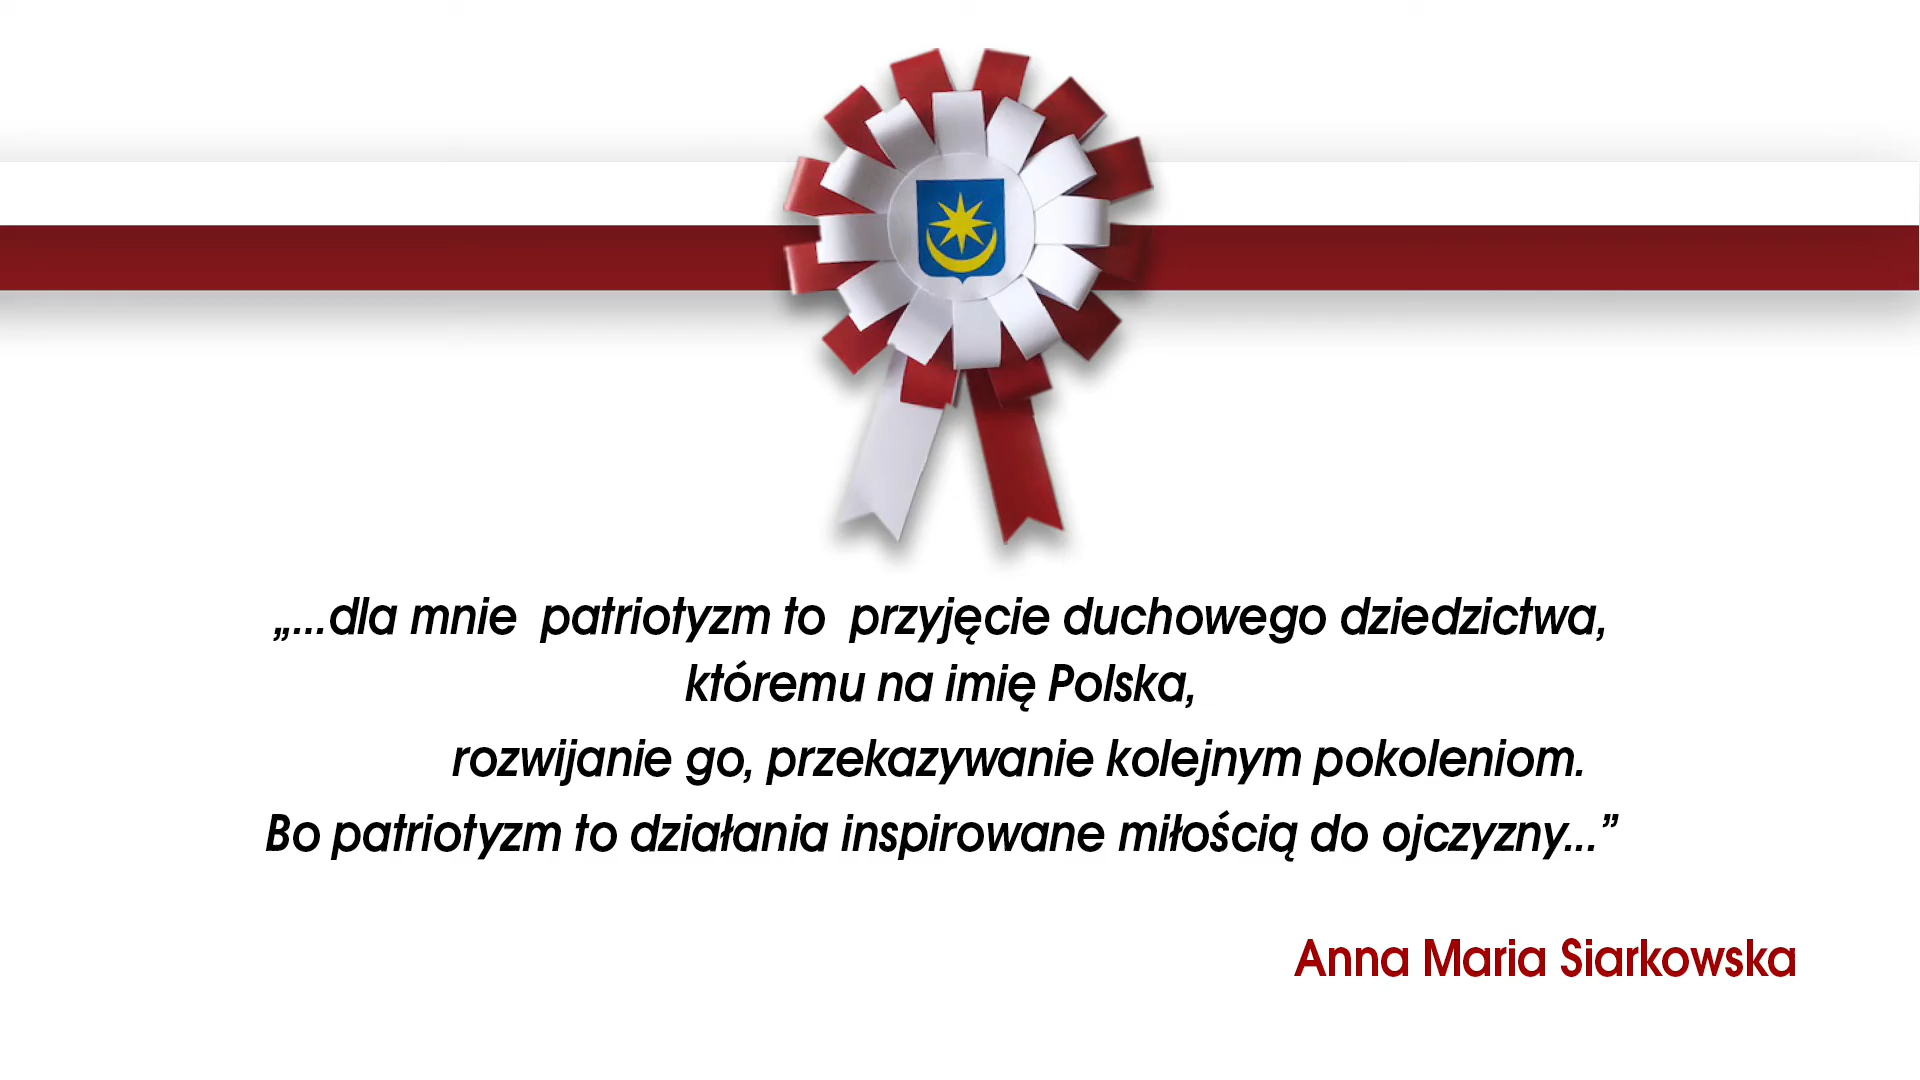 „...dla mnie  patriotyzm to  przyjęcie duchowego dziedzictwa,
któremu na imię Polska,
rozwijanie go, przekazywanie kolejnym pokoleniom.
Bo patriotyzm to działania inspirowane miłością do ojczyzny...”
Anna Maria Siarkowska